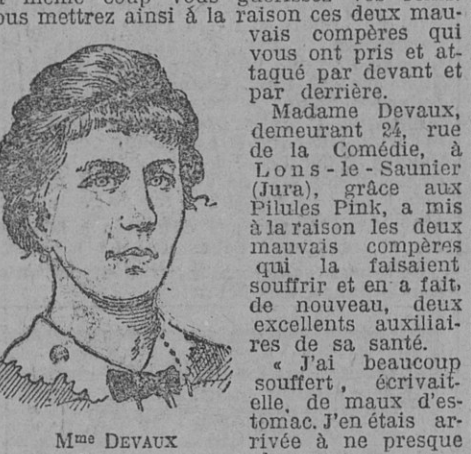 ous mettrez ainsi à la raison ces deux mau-
vais compères qui
vous ont pris et at-
taqué par devant et
par derrière.
Madame Devaux,
demeurant 24, rue
de la Comédie, à
Lons-le-Saunier
(Jura), grâce aux
Pilules Pink, a mis
à la raison les deux
mauvais compères
qui la faisaient
souffrir et en a fait,
de nouveau, deux
excellents auxiliai-
res de sa santé.
« J'ai beaucoup
souffert, écrivait-
elle, de maux d'es-
tomac. J'en étais ar-
rivée à ne presque
Mme DEVAUX